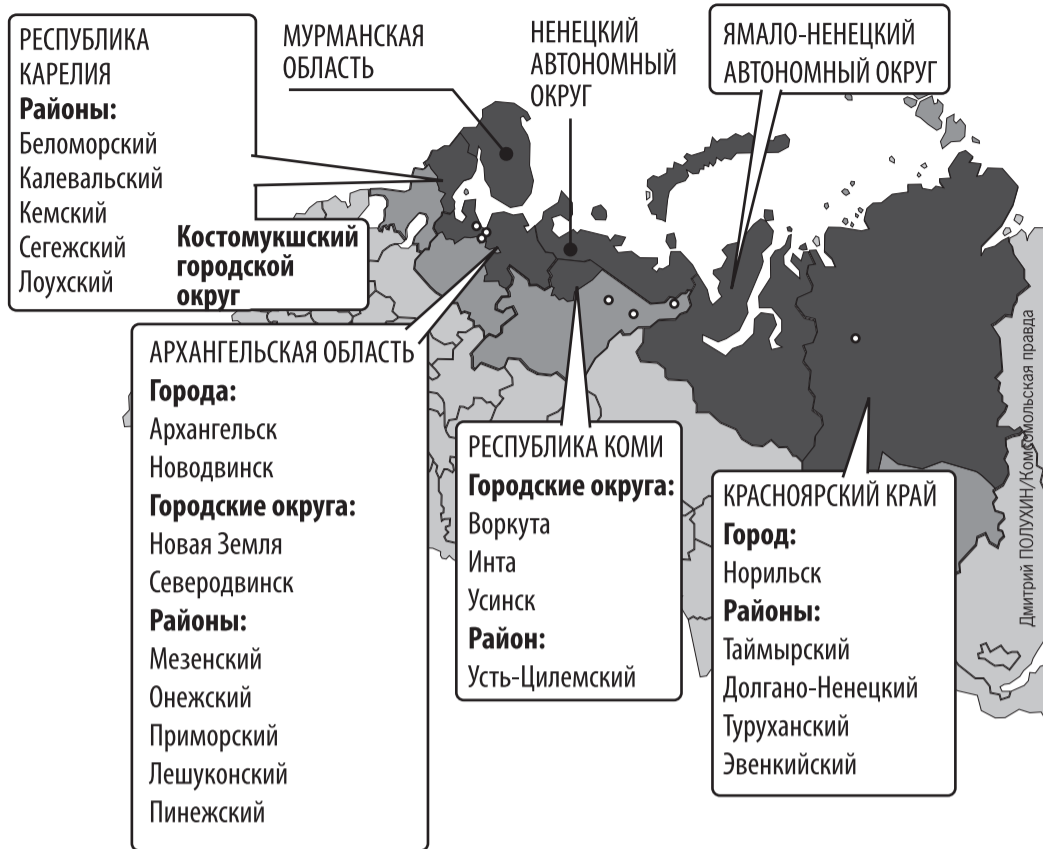 РЕСПУБЛИКА
КАРЕЛИЯ
Районы:
Беломорский
Калевальский
Кемский
Сегежский
Лоухский
Костомукшский
городской
округ
МУРМАНСКАЯ
ОБЛАСТЬ
НЕНЕЦКИЙ
АВТОНОМНЫЙ
ОКРУГ
ЯМАЛО-НЕНЕЦКИЙ
АВТОНОМНЫЙ ОКРУГ
АРХАНГЕЛЬСКАЯ ОБЛАСТЬ
Города:
Архангельск
Новодвинск
Городские округа:
Новая Земля
Северодвинск
Районы:
Мезенский
Онежский
Приморский
Лешуконский
Пинежский
РЕСПУБЛИКА КОМИ
Городские округа:
Воркута
Инта
Усинск
Район:
Усть-Цилемский
КРАСНОЯРСКИЙ КРАЙ
Город:
Норильск
Районы:
Таймырский
Долгано-Ненецкий
Туруханский
Эвенкийский
Дмитрий ПОЛУХИН/Комсомольская правда